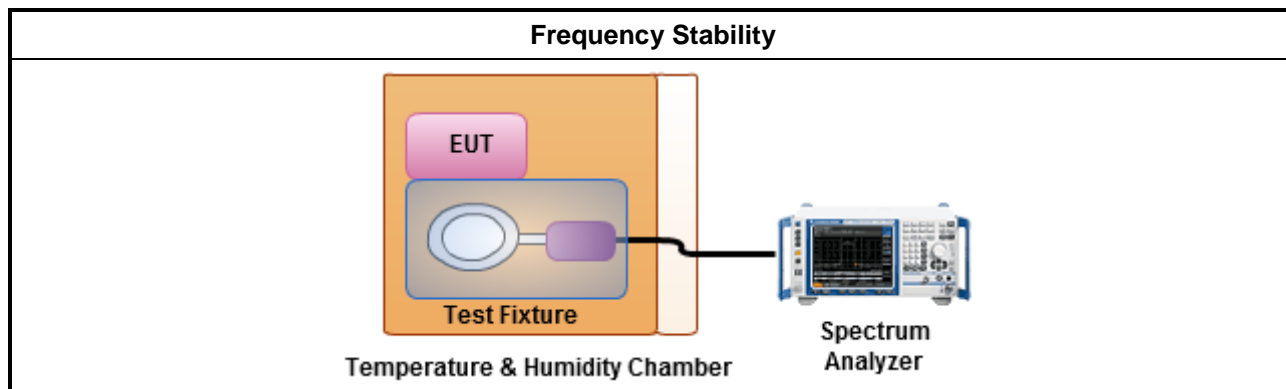 Frequency Stability
EUT
Test Fixture
Temperature & Humidity Chamber
Spectrum
Analyzer